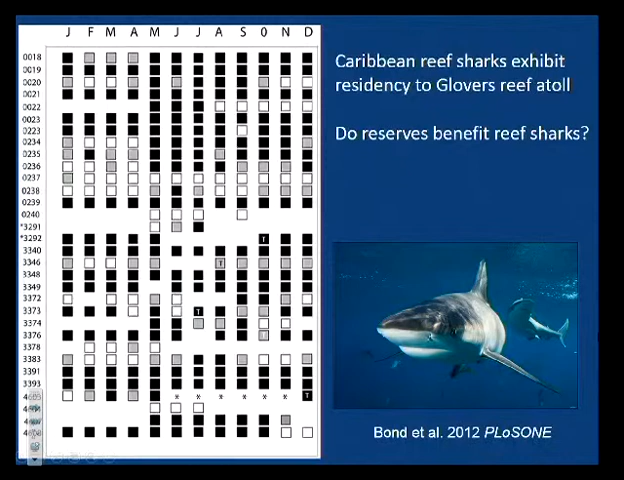 J F M A M J J A S O N D
0018
0019
0020
0021
0022
0023
0223
0234
0235
0236
0237
0238
0239
0240
*3291
*3292 T
3340
3346 T
3348
3349
3372
3373 T
3374
3376 T
3378
3383
3391
3393
* * * * * * T
Caribbean reef sharks exhibit
residency to Glovers reef atoll
Do reserves benefit reef sharks?
Bond et al. 2012 PLoSONE